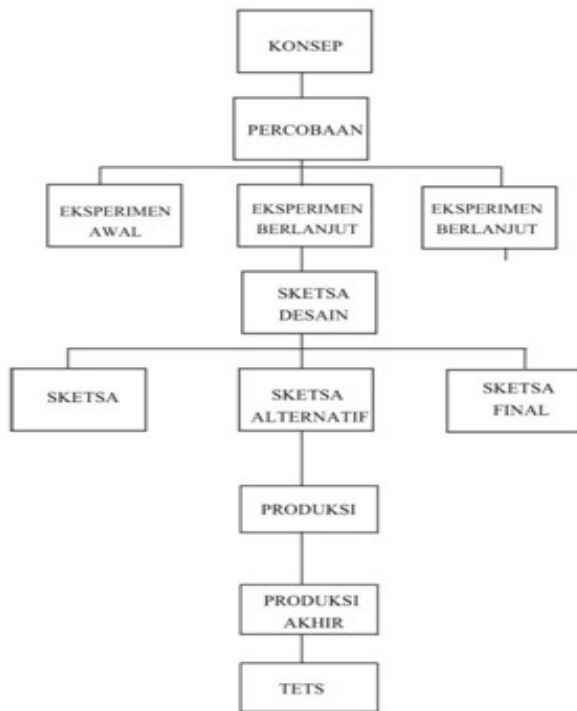 KONSEP
PERCOBAAN
EKSPERIMEN
AWAL
EKSPERIMEN
BERLANJUT
EKSPERIMEN
BERLANJUT
SKETSA
DESAIN
SKETSA
SKETSA
ALTERNATIF
SKETSA
FINAL
PRODUKSI
PRODUKSI
AKHIR
TETS